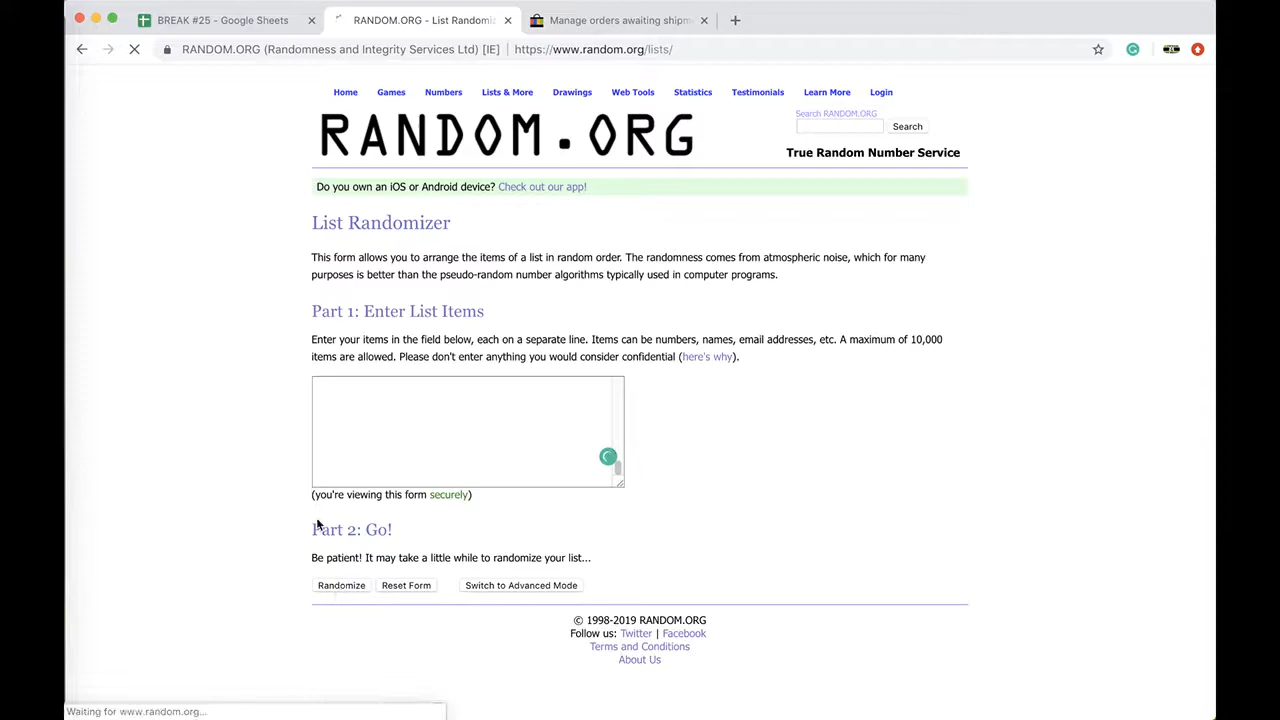 BREAK #25 - Google Sheets
RANDOM.ORG - List Randomiz
Manage orders awaiting shipm
RANDOM.ORG (Randomness and Integrity Services Ltd) [IE] | https://www.random.org/lists/
Home Games Numbers Lists & More Drawings Web Tools Statistics Testimonials Learn More Login
RANDOM.ORG
Search RANDOM.ORG
Search
True Random Number Service
Do you own an iOS or Android device? Check out our app!
List Randomizer
This form allows you to arrange the items of a list in random order. The randomness comes from atmospheric noise, which for many
purposes is better than the pseudo-random number algorithms typically used in computer programs.
Part 1: Enter List Items
Enter your items in the field below, each on a separate line. Items can be numbers, names, email addresses, etc. A maximum of 10,000
items are allowed. Please don't enter anything you would consider confidential (here's why).
(you're viewing this form securely)
Part 2: Go!
Be patient! It may take a little while to randomize your list...
Randomize Reset Form Switch to Advanced Mode
© 1998-2019 RANDOM.ORG
Follow us: Twitter | Facebook
Terms and Conditions
About Us
Waiting for www.random.org...